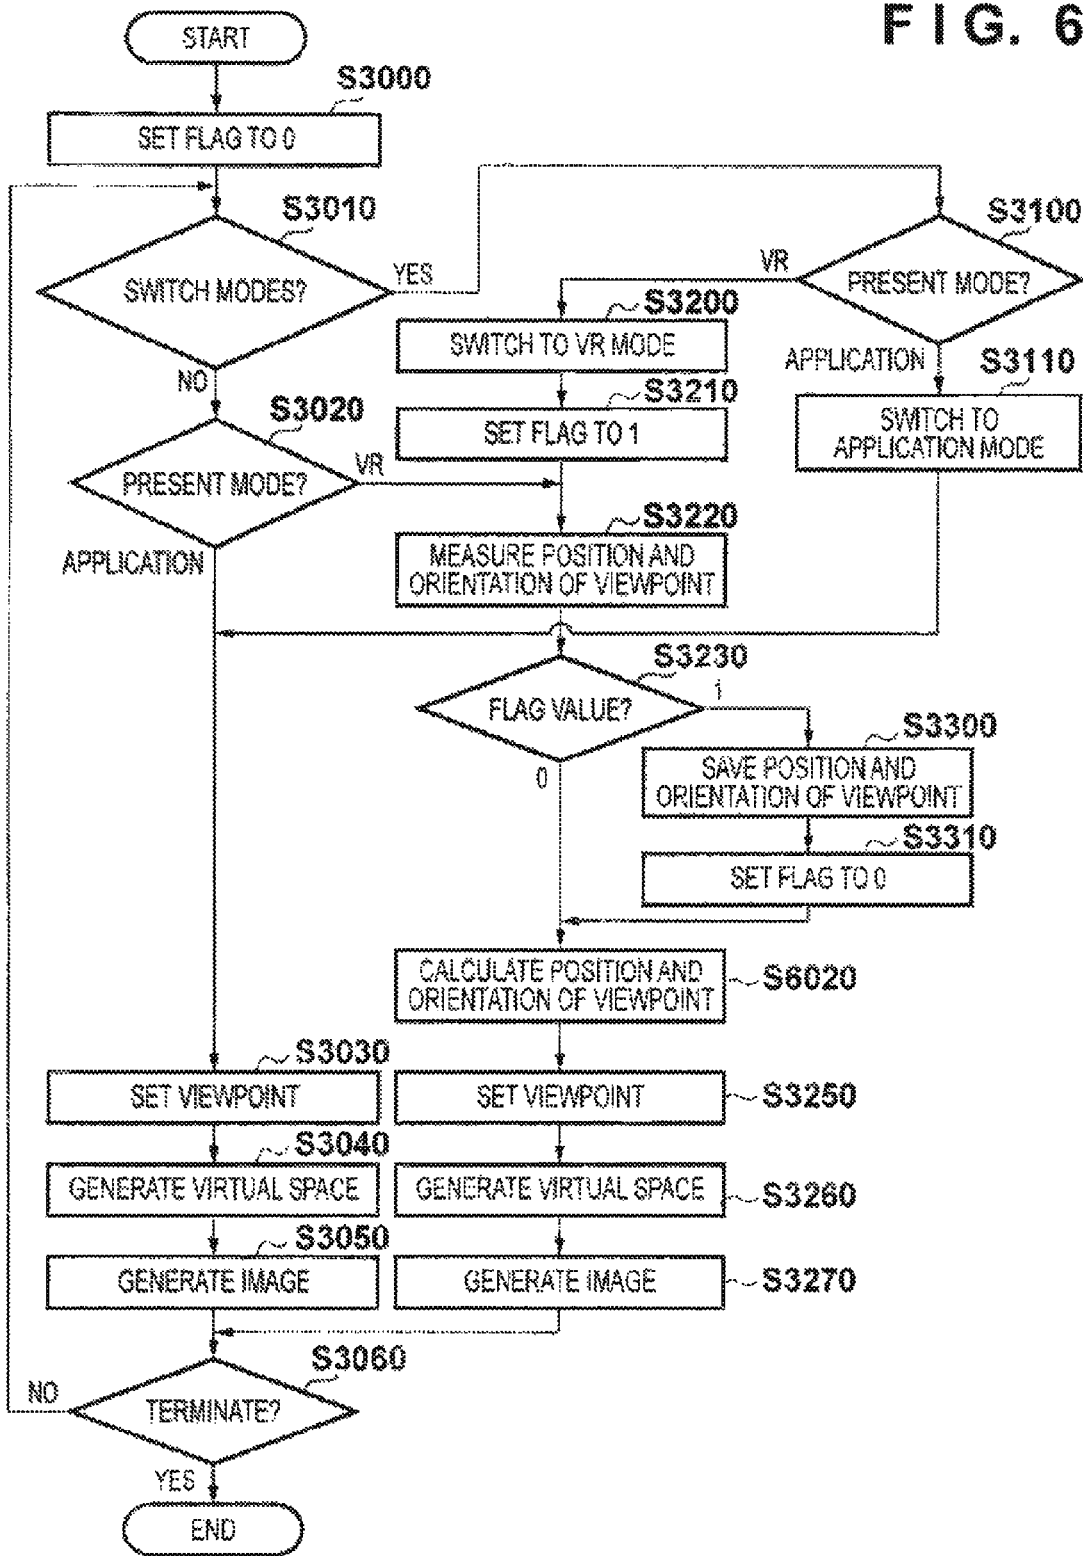 FIG. 6
START
S3000
SET FLAG TO 0
S3010
SWITCH MODES?
YES
NO
S3100
PRESENT MODE?
VR
APPLICATION
S3200
SWITCH TO VR MODE
S3210
SET FLAG TO 1
S3110
SWITCH TO
APPLICATION MODE
S3020
PRESENT MODE?
VR
APPLICATION
S3220
MEASURE POSITION AND
ORIENTATION OF VIEWPOINT
S3230
FLAG VALUE?
1
0
S3300
SAVE POSITION AND
ORIENTATION OF VIEWPOINT
S3310
SET FLAG TO 0
CALCULATE POSITION AND
ORIENTATION OF VIEWPOINT
S6020
S3030
SET VIEWPOINT
SET VIEWPOINT
S3250
S3040
GENERATE VIRTUAL SPACE
GENERATE VIRTUAL SPACE
S3260
S3050
GENERATE IMAGE
GENERATE IMAGE
S3270
S3060
TERMINATE?
NO
YES
END